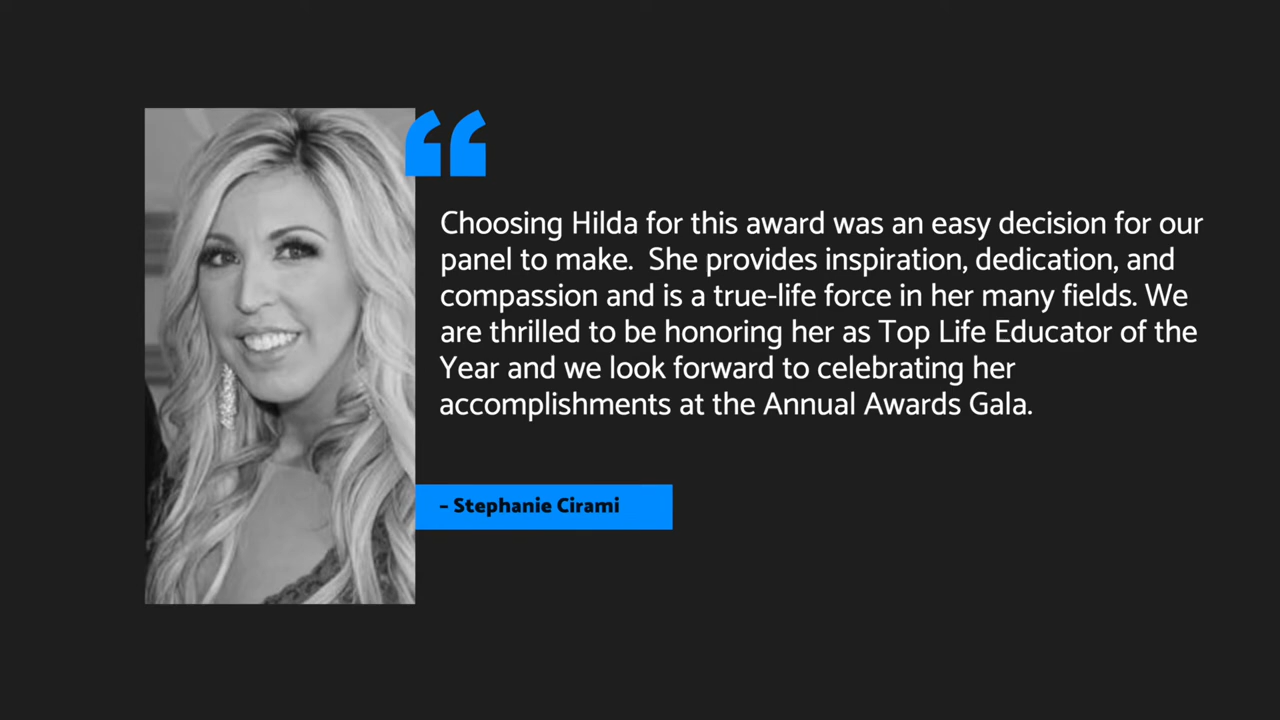 “
Choosing Hilda for this award was an easy decision for our
panel to make.  She provides inspiration, dedication, and
compassion and is a true-life force in her many fields. We
are thrilled to be honoring her as Top Life Educator of the
Year and we look forward to celebrating her
accomplishments at the Annual Awards Gala.
– Stephanie Cirami